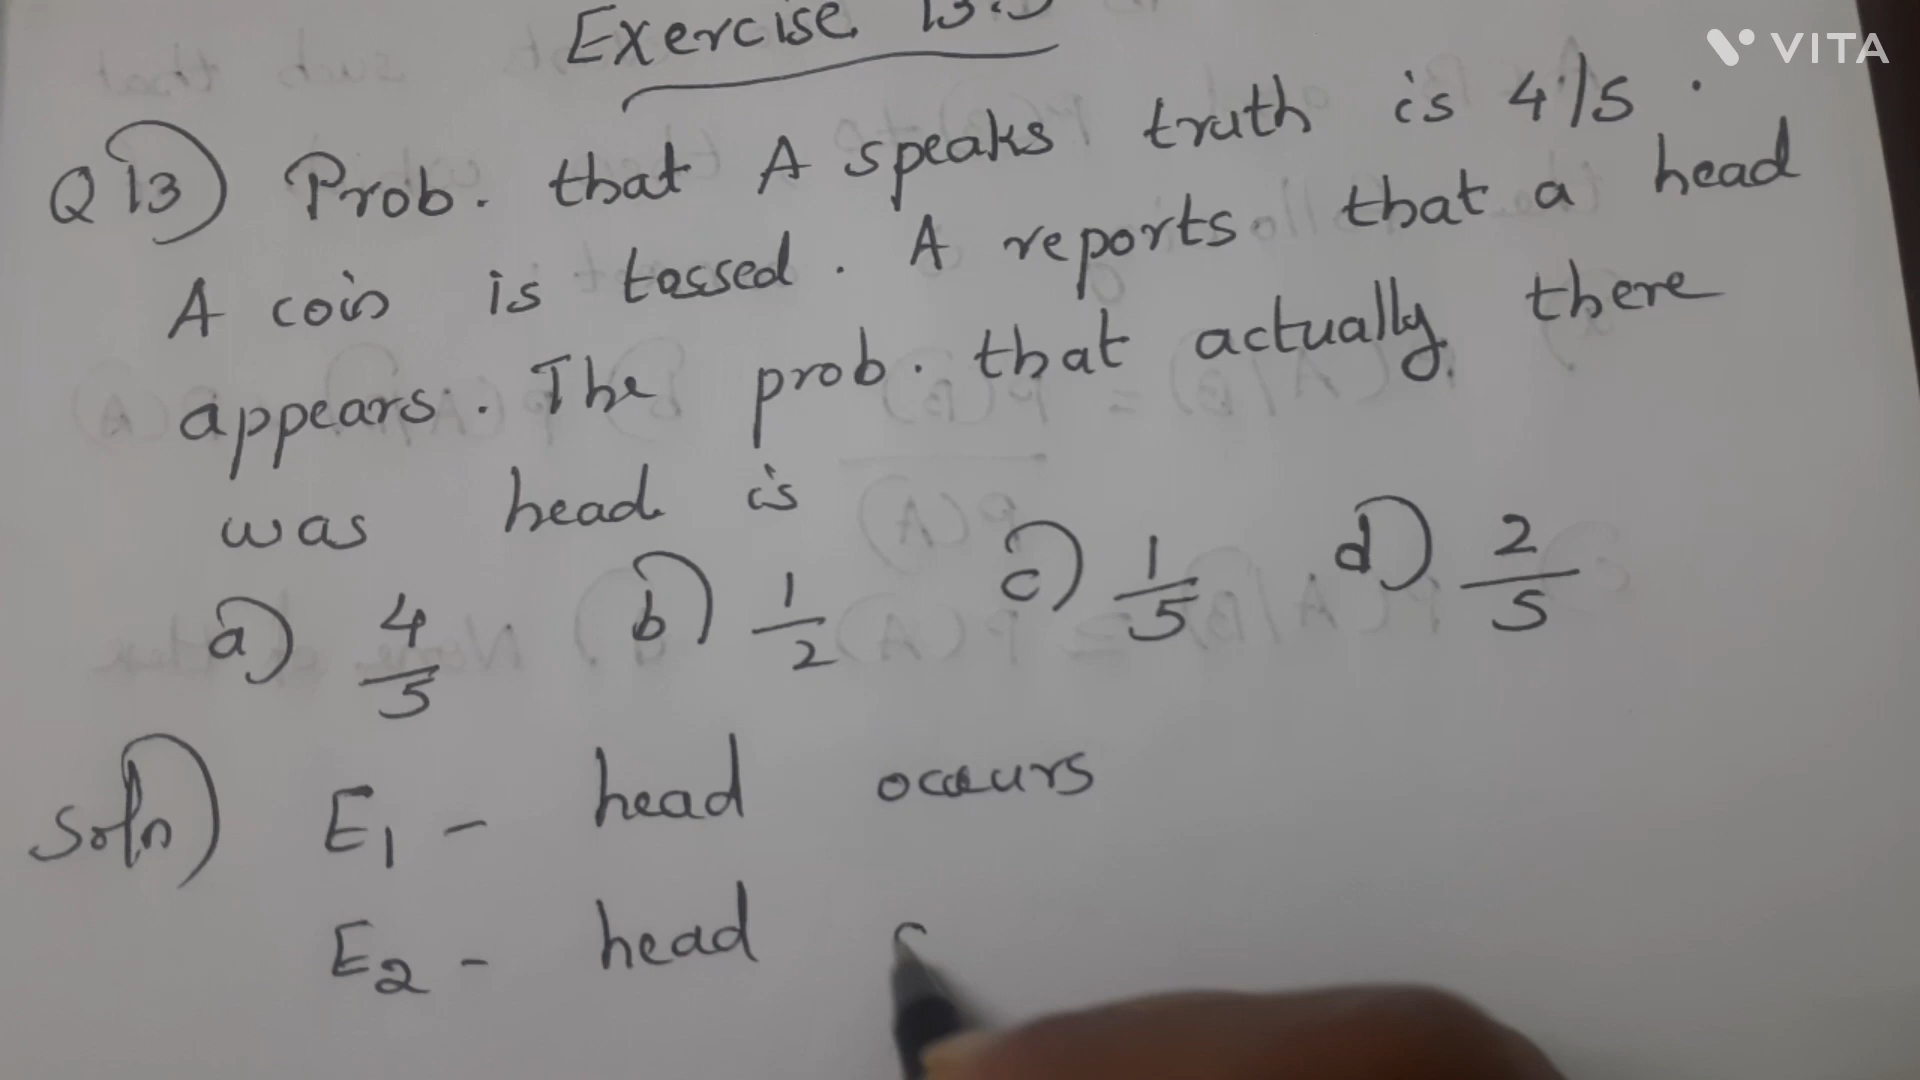 Exercise 13.3
VITA
Q13) Prob. that A speaks truth is 4/5.
A coin is tossed. A reports that a head
appears. The prob. that actually there
was head is
a) 4/5 b) 1/2 c) 1/5 d) 2/5
Soln) E1 - head occurs
E2 - head